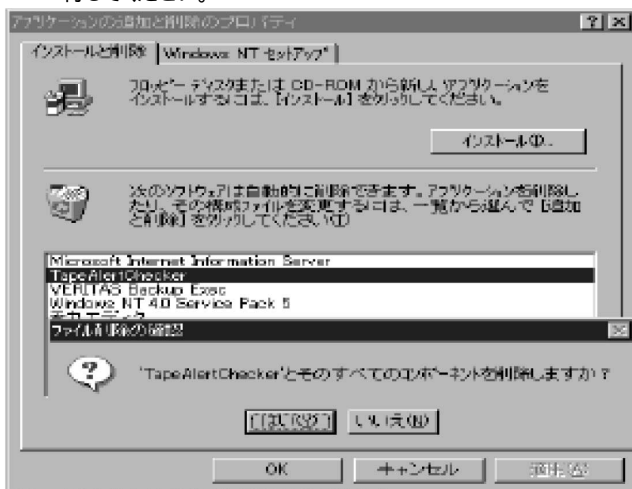 アプリケーションの追加と削除のプロパティ
インストールと削除 Windows NT セットアップ
フロッピー ディスクまたは CD-ROM から新しいアプリケーションを
インストールするには、[インストール] をクリックしてください。
インストール(I)...
次のソフトウェアは自動的に削除できます。アプリケーションを削除し
たり、その構成ファイルを変更するには、一覧から選んで [追加
と削除] をクリックしてください(S)
Microsoft Internet Information Server
TapeAlertChecker
VERITAS Backup Exec
Windows NT 4.0 Service Pack 5
ファイル削除の確認
'TapeAlertChecker'とそのすべてのコンポーネントを削除しますか?
はい(Y) いいえ(N)
OK キャンセル 適用(A)